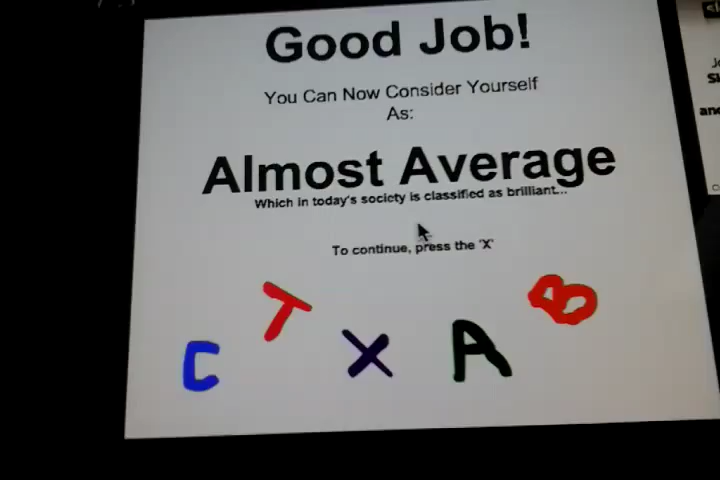 Good Job!
You Can Now Consider Yourself
As:
Almost Average
Which in today's society is classified as brilliant...
To continue, press the 'X'
C T X A B
and